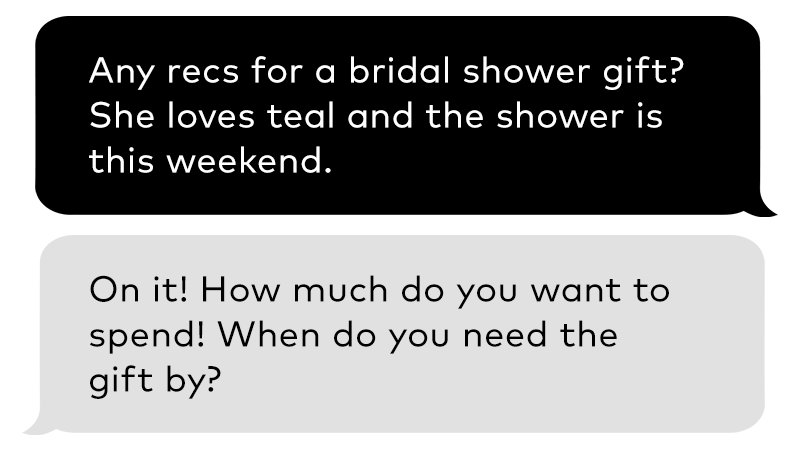 Any recs for a bridal shower gift?
She loves teal and the shower is
this weekend.
On it! How much do you want to
spend! When do you need the
gift by?